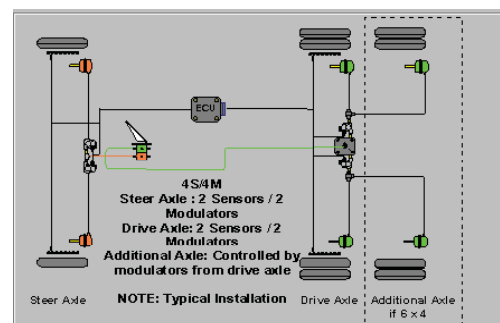 ECU
4S/4M
Steer Axle : 2 Sensors / 2
Modulators
Drive Axle: 2 Sensors / 2
Modulators
Additional Axle: Controlled by
modulators from drive axle
Steer Axle
NOTE: Typical Installation
Drive Axle
Additional Axle
if 6 x 4